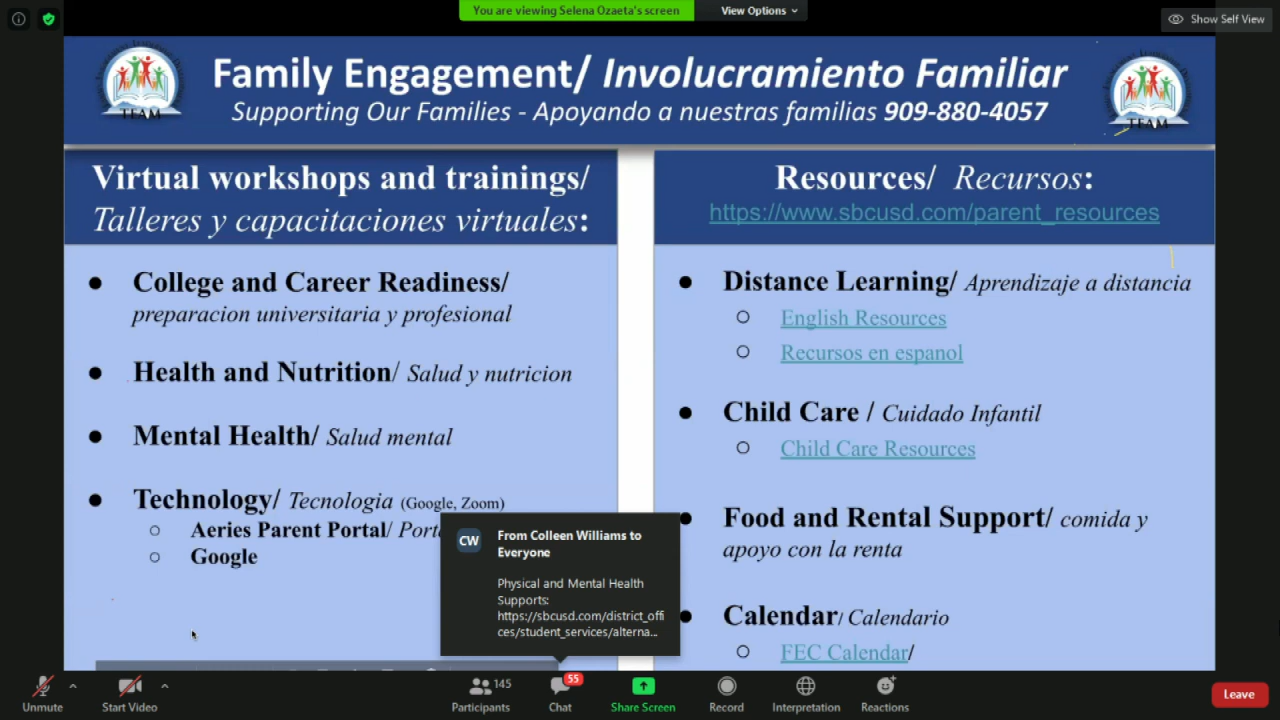 You are viewing Selena Ozaeta's screen
View Options
Show Self View
Family Engagement/ Involucramiento Familiar
Supporting Our Families - Apoyando a nuestras familias 909-880-4057
TEAM
TEAM
Virtual workshops and trainings/
Talleres y capacitaciones virtuales:
College and Career Readiness/
preparacion universitaria y profesional
Health and Nutrition/ Salud y nutricion
Mental Health/ Salud mental
Technology/ Tecnologia (Google, Zoom)
Aeries Parent Portal/
Google
Resources/ Recursos:
https://www.sbcusd.com/parent_resources
Distance Learning/ Aprendizaje a distancia
English Resources
Recursos en espanol
Child Care / Cuidado Infantil
Child Care Resources
Food and Rental Support/ comida y
apoyo con la renta
Calendar/ Calendario
FEC Calendar/
CW
From Colleen Williams to
Everyone
Physical and Mental Health
Supports:
https://sbcusd.com/district_offi
ces/student_services/alterna...
Unmute
Start Video
145
Participants
55
Chat
Share Screen
Record
Interpretation
Reactions
Leave